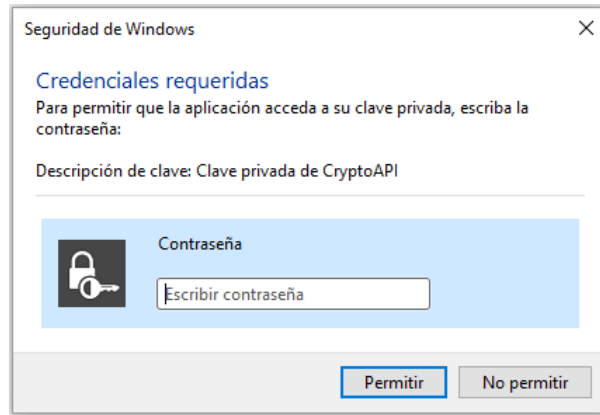 Seguridad de Windows
Credenciales requeridas
Para permitir que la aplicación acceda a su clave privada, escriba la
contraseña:
Descripción de clave: Clave privada de CryptoAPI
Contraseña
Escribir contraseña
Permitir
No permitir